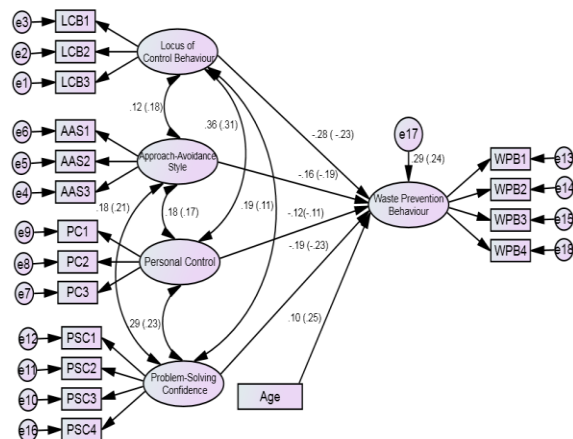 e3
LCB1
e2
LCB2
e1
LCB3
Locus of
Control Behaviour
.12 (.18)
.36 (.31)
-.28 (-.23)
e17
.29 (.24)
e6
AAS1
e5
AAS2
e4
AAS3
Approach-Avoidance
Style
-.16 (-.19)
WPB1
e13
WPB2
e14
WPB3
e15
WPB4
e18
Waste Prevention
Behaviour
.18 (.21)
.18 (.17)
.19 (.11)
-.12(-.11)
-.19 (-.23)
e9
PC1
e8
PC2
e7
PC3
Personal Control
.29 (.23)
.10 (.25)
e12
PSC1
e11
PSC2
e10
PSC3
e16
PSC4
Problem-Solving
Confidence
Age